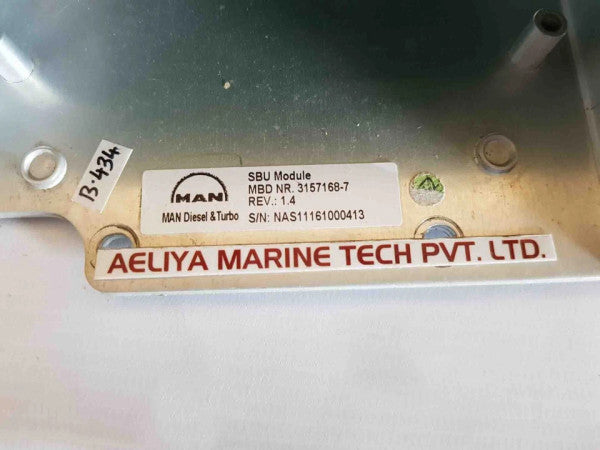 B.434
MAN
MAN Diesel & Turbo
SBU Module
MBD NR. 3157168-7
REV.: 1.4
S/N: NAS11161000413
AELIYA MARINE TECH PVT. LTD.